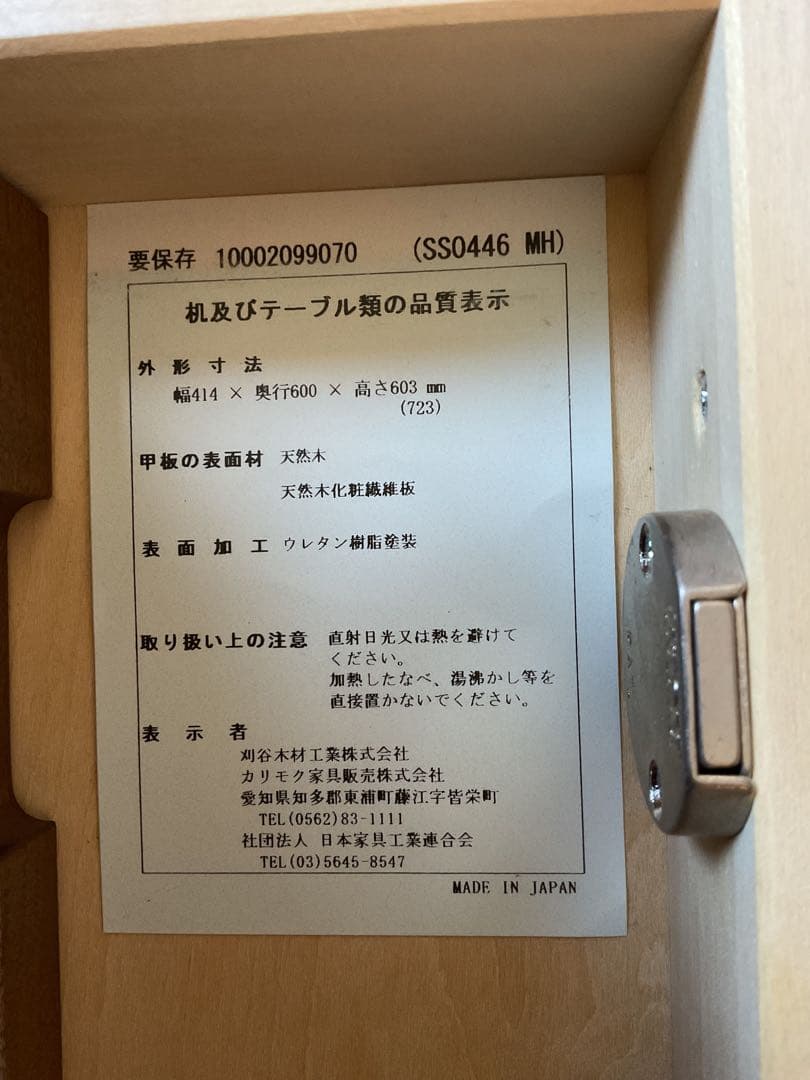 要保存 10002099070 (SS0446 MH)
机及びテーブル類の品質表示
外形寸法
幅414 × 奥行600 × 高さ603 mm
(723)
甲板の表面材 天然木
天然木化粧繊維板
表面加工 ウレタン樹脂塗装
取り扱い上の注意 直射日光又は熱を避けて
ください。
加熱したなべ、湯沸かし等を
直接置かないでください。
表示者
刈谷木材工業株式会社
カリモク家具販売株式会社
愛知県知多郡東浦町藤江字皆栄町
TEL(0562)83-1111
社団法人 日本家具工業連合会
TEL(03)5645-8547
MADE IN JAPAN